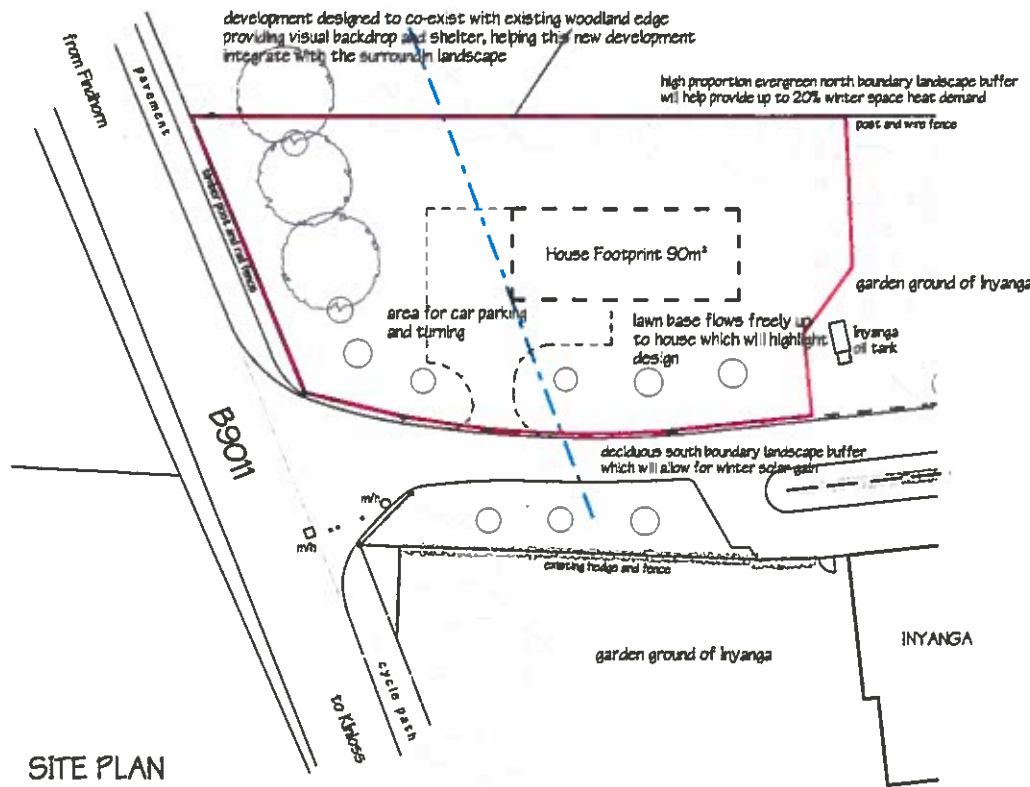 development designed to co-exist with existing woodland edge
providing visual backdrop and shelter, helping this new development
integrate with the surroundin landscape
from Findhorn
pavement
high proportion evergreen north boundary landscape buffer
will help provide up to 20% winter space heat demand
post and wire fence
timber post and rail fence
House Footprint 90m²
garden ground of Inyanga
area for car parking
and turning
lawn base flows freely up
to house which will highlight
design
Inyanga
oil tank
B9011
deciduous south boundary landscape buffer
which will allow for winter solar gain
m/h
m/h
existing hedge and fence
garden ground of Inyanga
INYANGA
cycle path
to Kinloss
SITE PLAN